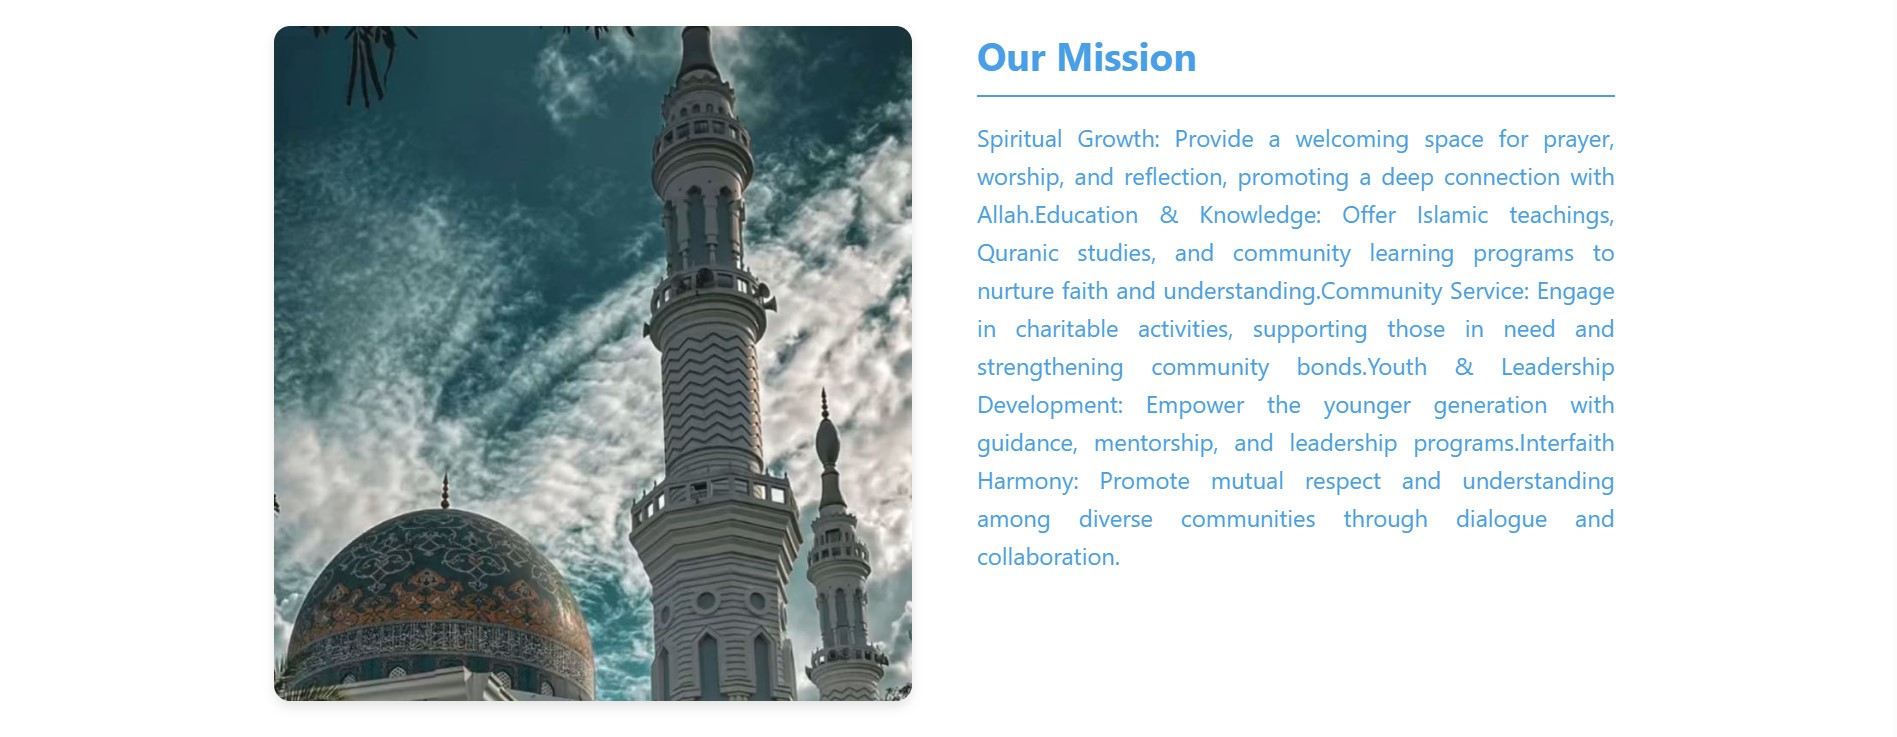 Our Mission
Spiritual Growth: Provide a welcoming space for prayer,
worship, and reflection, promoting a deep connection with
Allah.Education & Knowledge: Offer Islamic teachings,
Quranic studies, and community learning programs to
nurture faith and understanding.Community Service: Engage
in charitable activities, supporting those in need and
strengthening community bonds.Youth & Leadership
Development: Empower the younger generation with
guidance, mentorship, and leadership programs.Interfaith
Harmony: Promote mutual respect and understanding
among diverse communities through dialogue and
collaboration.